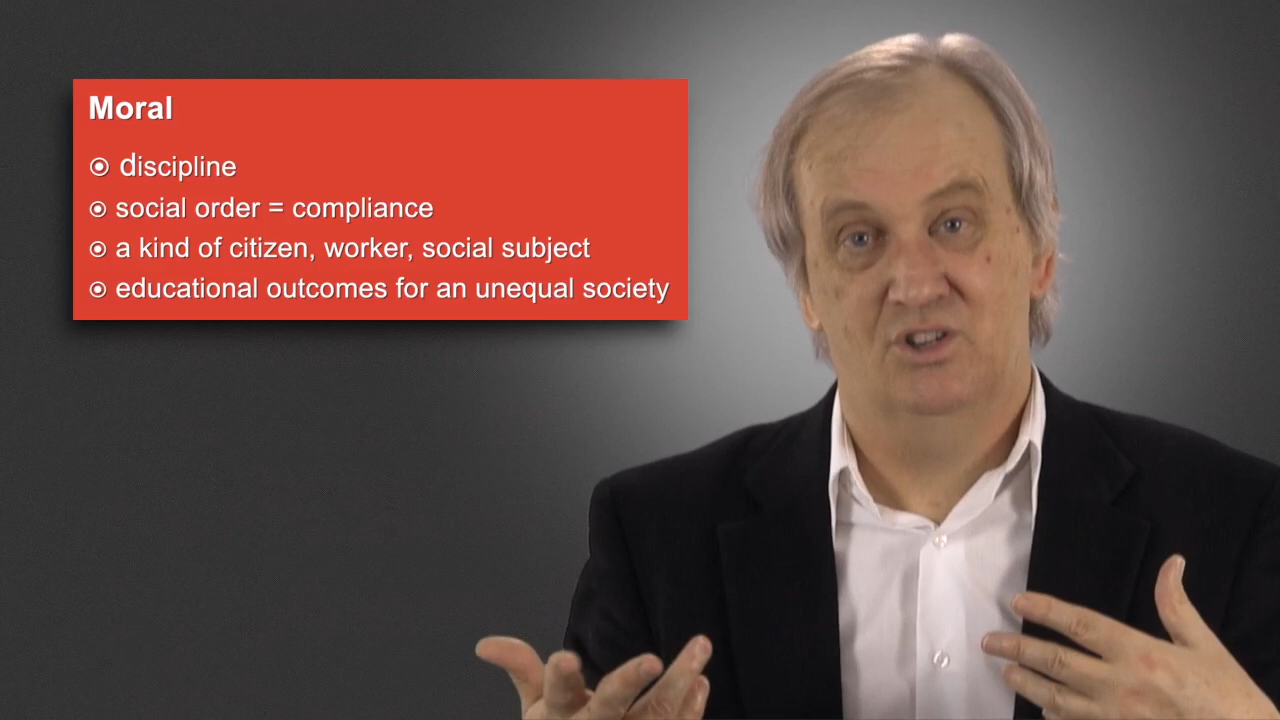 Moral
⦿ discipline
⦿ social order = compliance
⦿ a kind of citizen, worker, social subject
⦿ educational outcomes for an unequal society